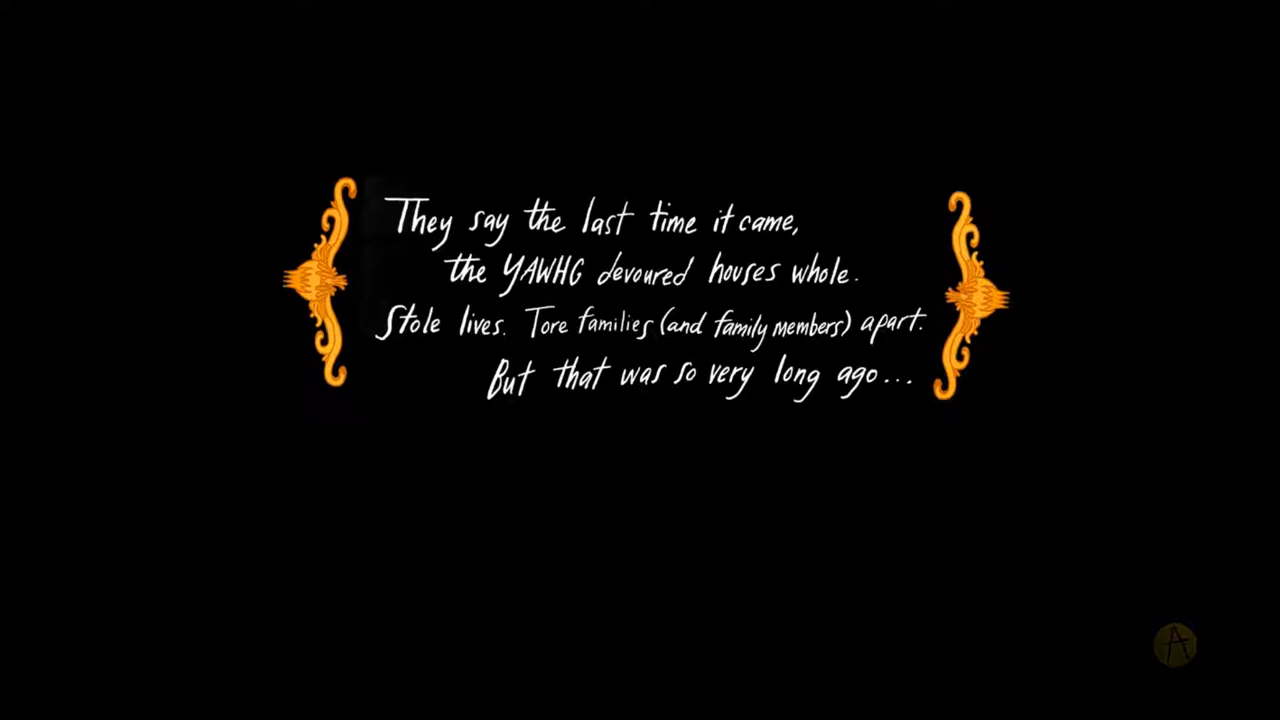 They say the last time it came,
the YAWHG devoured houses whole.
Stole lives. Tore families (and family members) apart.
But that was so very long ago...
A